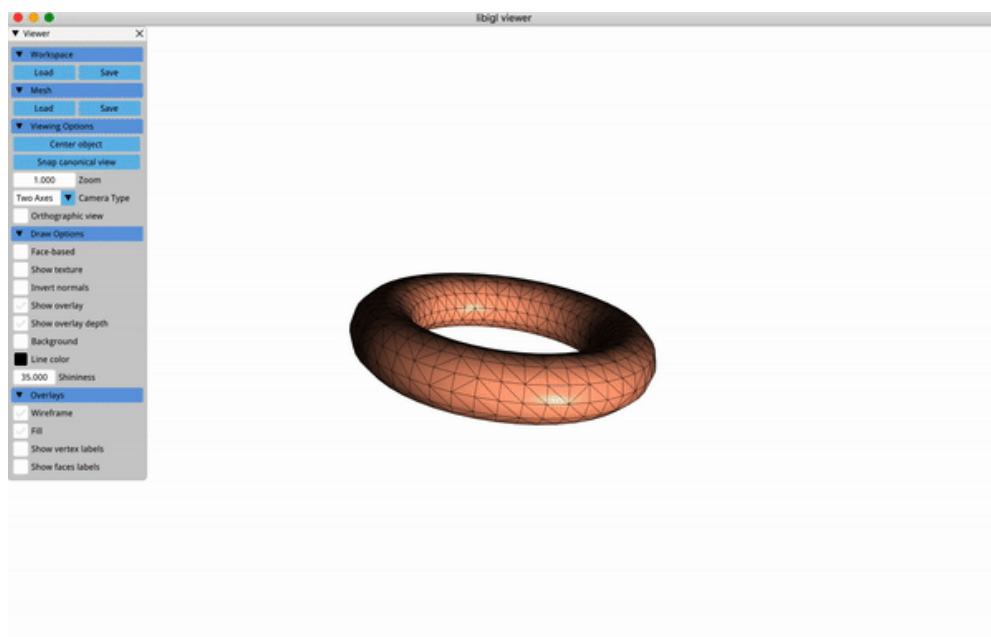 libigl viewer
Viewer
Workspace
Load Save
Mesh
Load Save
Viewing Options
Center object
Snap canonical view
1.000 Zoom
Two Axes Camera Type
Orthographic view
Draw Options
Face-based
Show texture
Invert normals
Show overlay
Show overlay depth
Background
Line color
35.000 Shininess
Overlays
Wireframe
Fill
Show vertex labels
Show faces labels